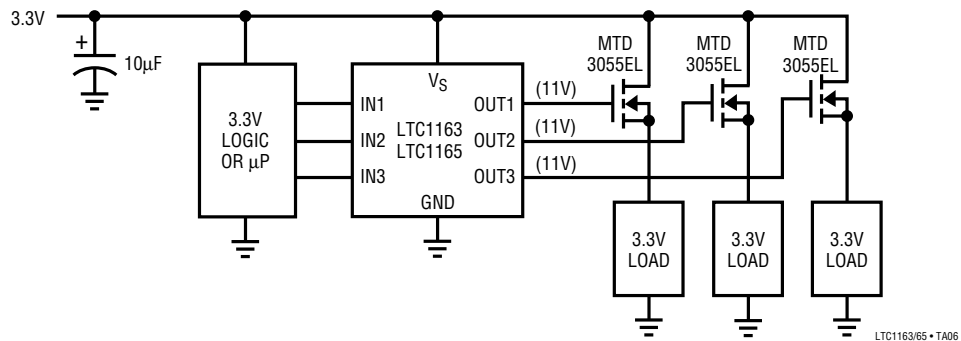 3.3V
+
10µF
3.3V
LOGIC
OR µP
VS
IN1
IN2
IN3
LTC1163
LTC1165
OUT1
OUT2
OUT3
GND
(11V)
(11V)
(11V)
MTD
3055EL
MTD
3055EL
MTD
3055EL
3.3V
LOAD
3.3V
LOAD
3.3V
LOAD
LTC1163/65 • TA06